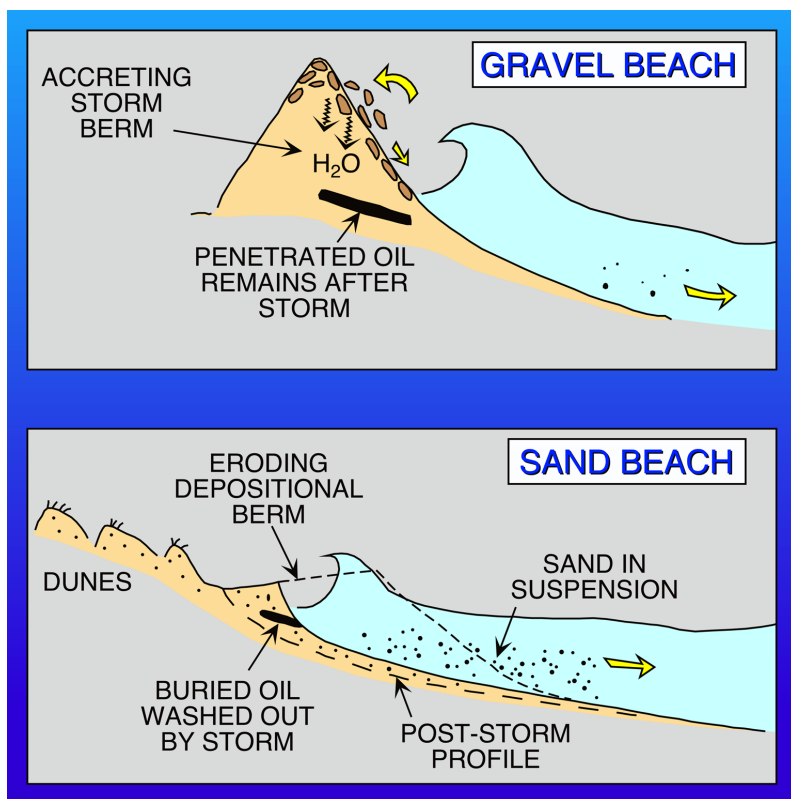 GRAVEL BEACH
ACCRETING
STORM
BERM
H₂O
PENETRATED OIL
REMAINS AFTER
STORM
SAND BEACH
ERODING
DEPOSITIONAL
BERM
SAND IN
SUSPENSION
DUNES
BURIED OIL
WASHED OUT
BY STORM
POST-STORM
PROFILE